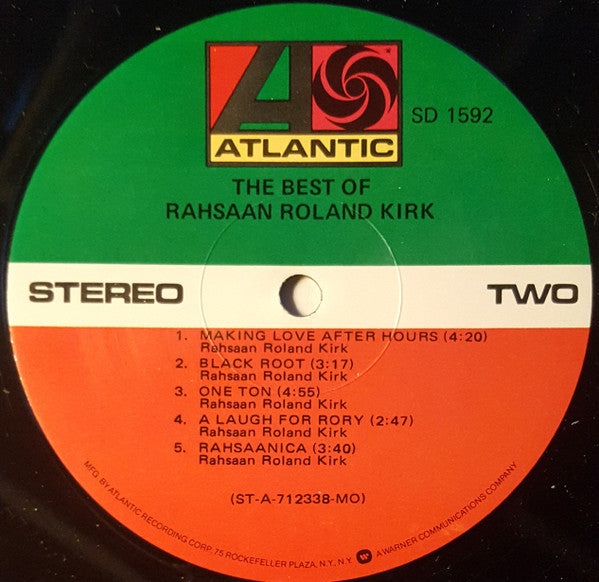 ATLANTIC
SD 1592
THE BEST OF
RAHSAAN ROLAND KIRK
STEREO
TWO
1. MAKING LOVE AFTER HOURS (4:20)
Rahsaan Roland Kirk
2. BLACK ROOT (3:17)
Rahsaan Roland Kirk
3. ONE TON (4:55)
Rahsaan Roland Kirk
4. A LAUGH FOR RORY (2:47)
Rahsaan Roland Kirk
5. RAHSAANICA (3:40)
Rahsaan Roland Kirk
(ST-A-712338-MO)
MFG. BY ATLANTIC RECORDING CORP. 75 ROCKEFELLER PLAZA, N.Y., N.Y. A WARNER COMMUNICATIONS COMPANY